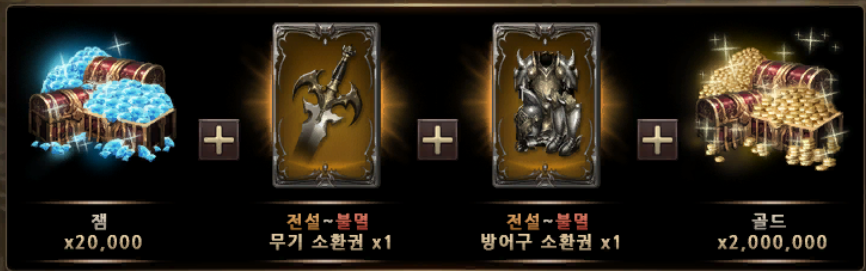 잼
x20,000
전설~불멸
무기 소환권 x1
전설~불멸
방어구 소환권 x1
골드
x2,000,000